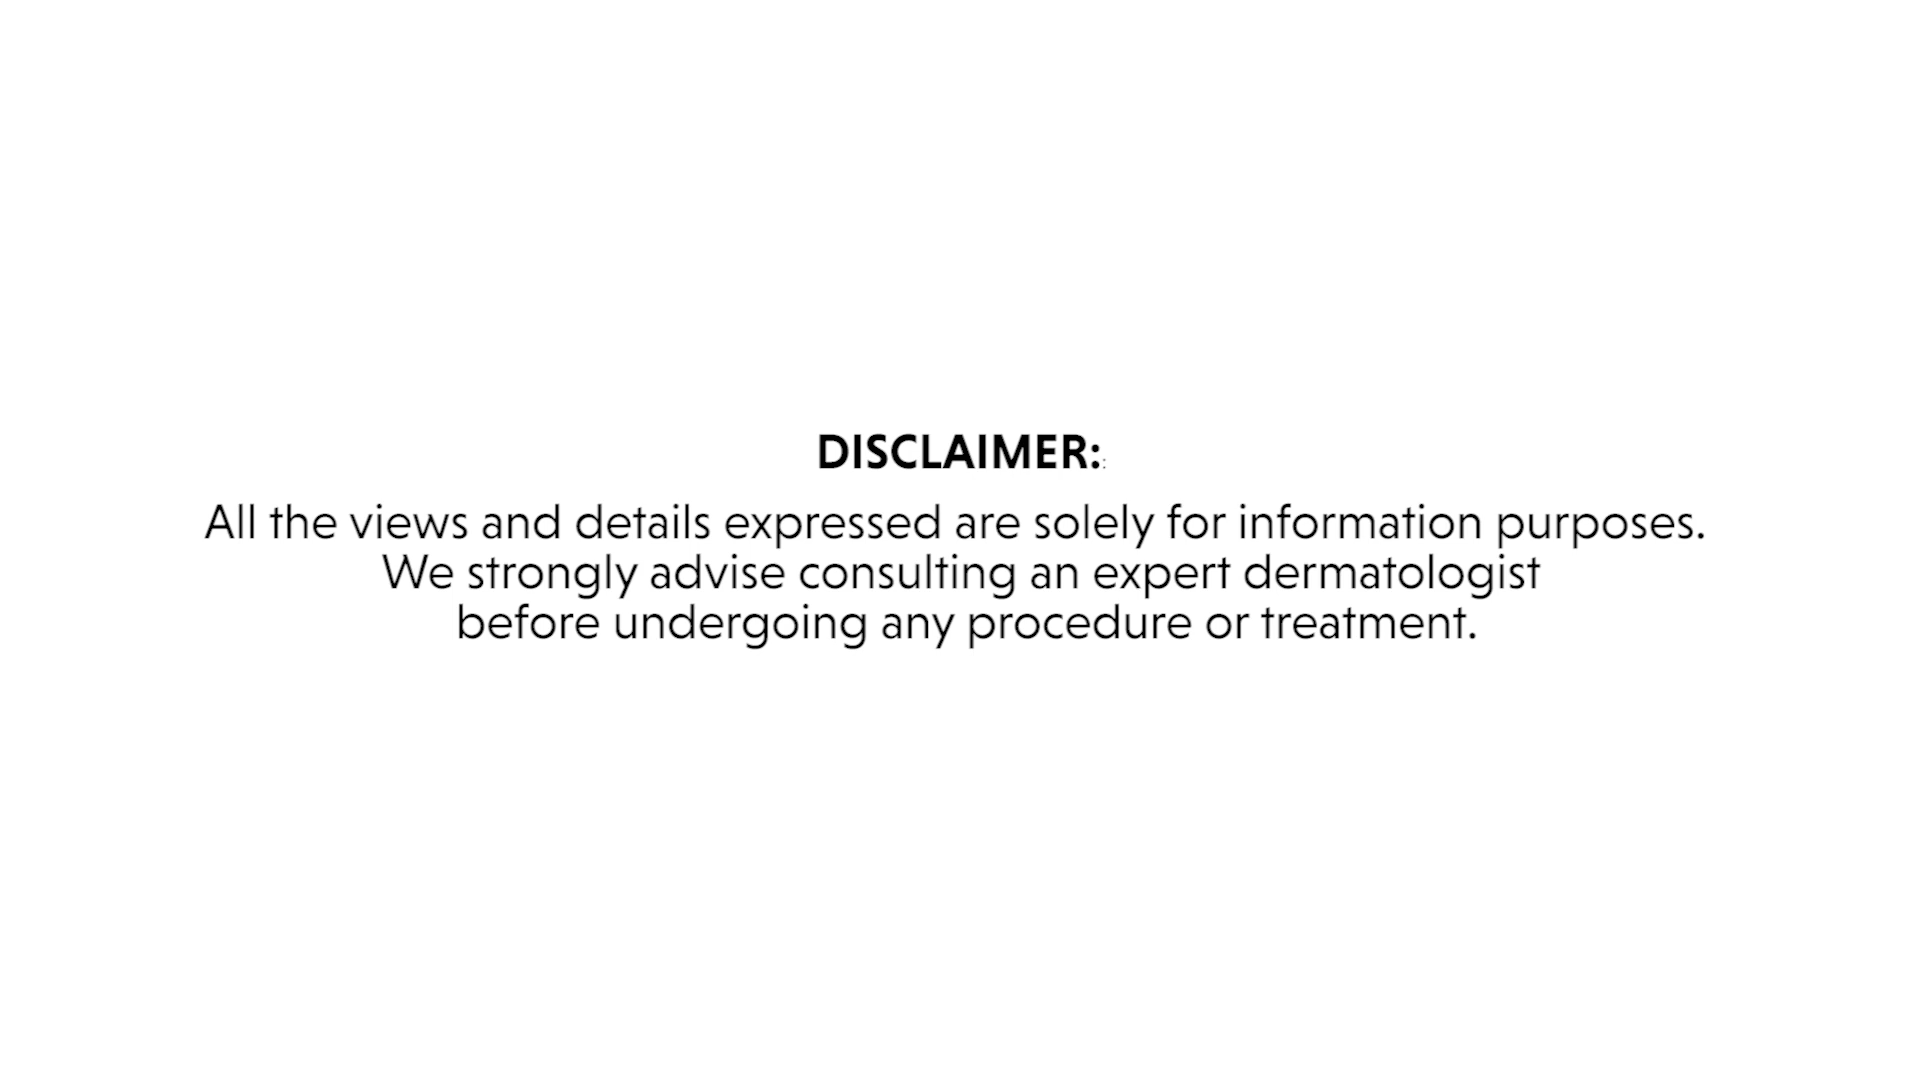 DISCLAIMER:
All the views and details expressed are solely for information purposes.
We strongly advise consulting an expert dermatologist
before undergoing any procedure or treatment.